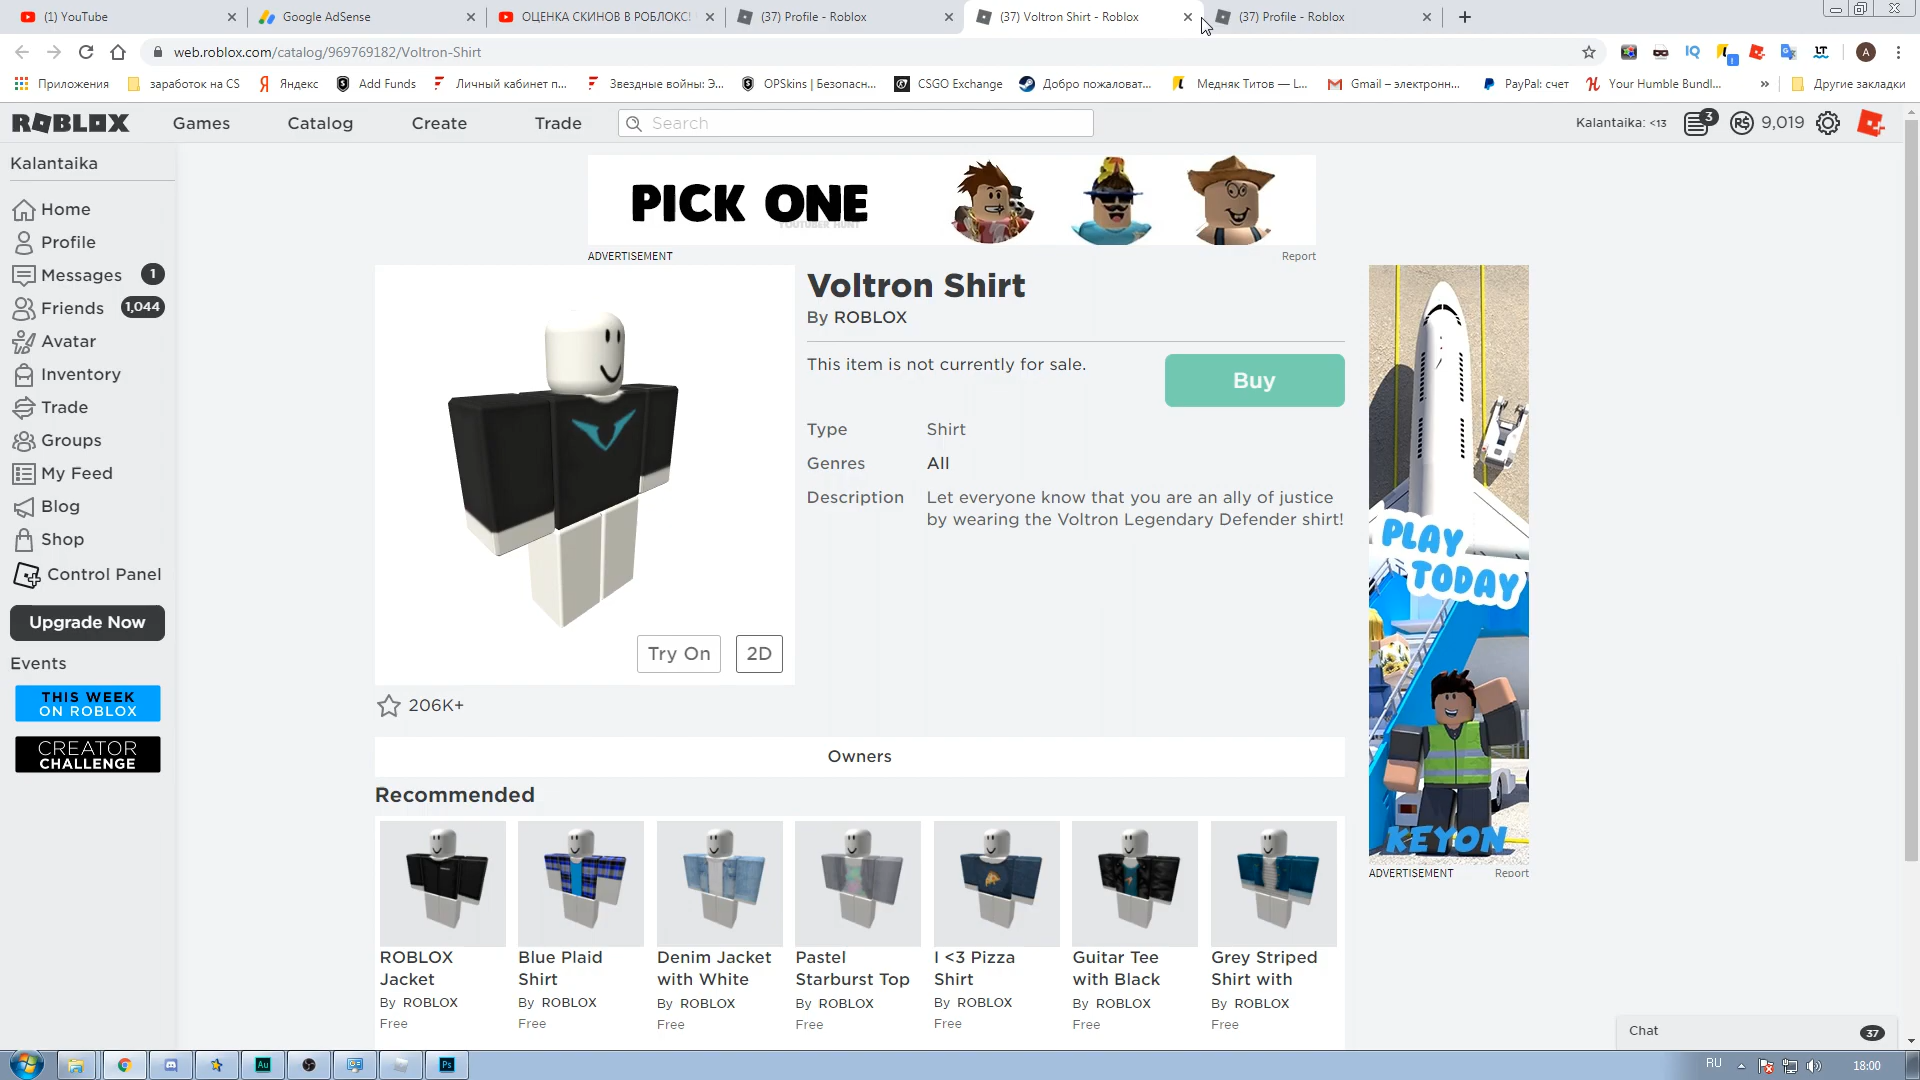 (1) YouTube
Google AdSense
ОЦЕНКА СКИНОВ В РОБЛОКС!
(37) Profile - Roblox
(37) Voltron Shirt - Roblox
(37) Profile - Roblox
web.roblox.com/catalog/969769182/Voltron-Shirt
Приложения
заработок на CS
Яндекс
Add Funds
Личный кабинет п...
Звездные войны: Э...
OPSkins | Безопасн...
CSGO Exchange
Добро пожаловат...
Медняк Титов — L...
Gmail – электронн...
PayPal: счет
Your Humble Bundl...
Другие закладки
ROBLOX
Games
Catalog
Create
Trade
Search
Kalantaika: <13
3
9,019
Kalantaika
Home
Profile
Messages 1
Friends 1,044
Avatar
Inventory
Trade
Groups
My Feed
Blog
Shop
Control Panel
Upgrade Now
Events
THIS WEEK
ON ROBLOX
CREATOR
CHALLENGE
PICK ONE
YOUTUBER HUNT
ADVERTISEMENT
Report
Voltron Shirt
By ROBLOX
This item is not currently for sale.
Buy
Type Shirt
Genres All
Description Let everyone know that you are an ally of justice
by wearing the Voltron Legendary Defender shirt!
Try On
2D
206K+
Owners
Recommended
ROBLOX
Jacket
By ROBLOX
Free
Blue Plaid
Shirt
By ROBLOX
Free
Denim Jacket
with White
By ROBLOX
Free
Pastel
Starburst Top
By ROBLOX
Free
I <3 Pizza
Shirt
By ROBLOX
Free
Guitar Tee
with Black
By ROBLOX
Free
Grey Striped
Shirt with
By ROBLOX
Free
PLAY
TODAY
KEYON
ADVERTISEMENT
Report
Chat
37
RU
18:00